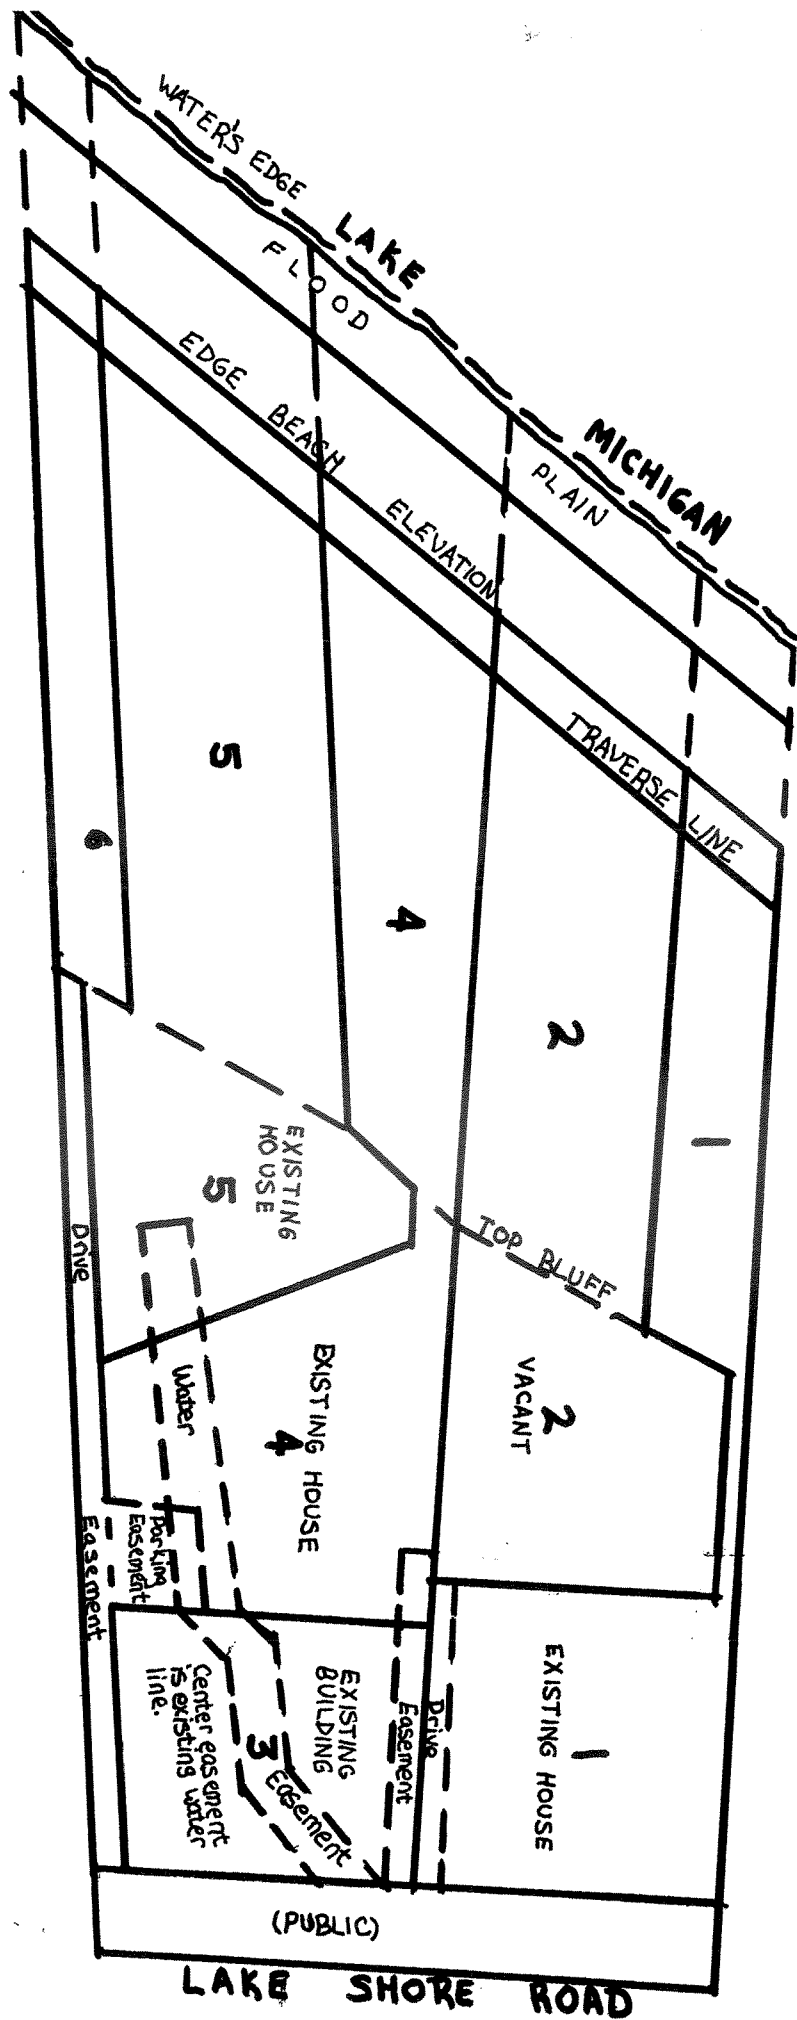 WATER'S EDGE
LAKE MICHIGAN
FLOOD PLAIN
EDGE BEACH ELEVATION
TRAVERSE LINE
5
6
4
2
1
EXISTING
HOUSE
5
TOP BLUFF
Drive
Easement
Water
EXISTING HOUSE
4
VACANT
2
Parking
Easement
EXISTING
BUILDING
3
Easement
Center easement
is existing water
line.
Drive
Easement
EXISTING HOUSE
1
(PUBLIC)
LAKE SHORE ROAD